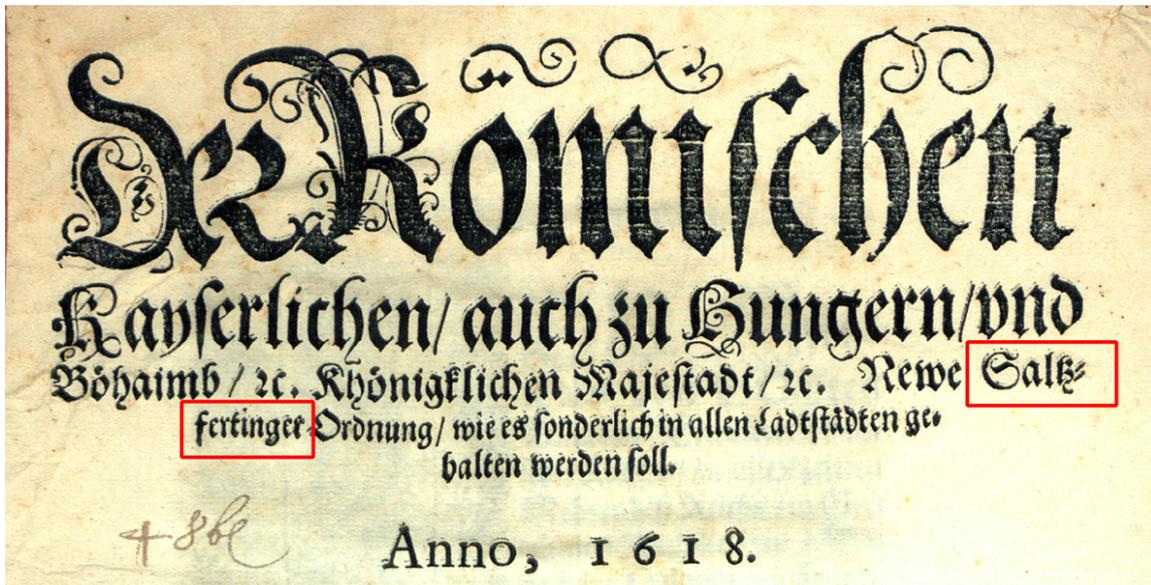 Der Römischen
Kayserlichen/ auch zu Hungern/ vnd
Böhaimb / ꝛc. Khönigklichen Majestadt / ꝛc. Newe Saltz-
fertinger-Ordnung/ wie es sonderlich in allen Ladtstädten ge-
halten werden soll.
Anno, 1618.